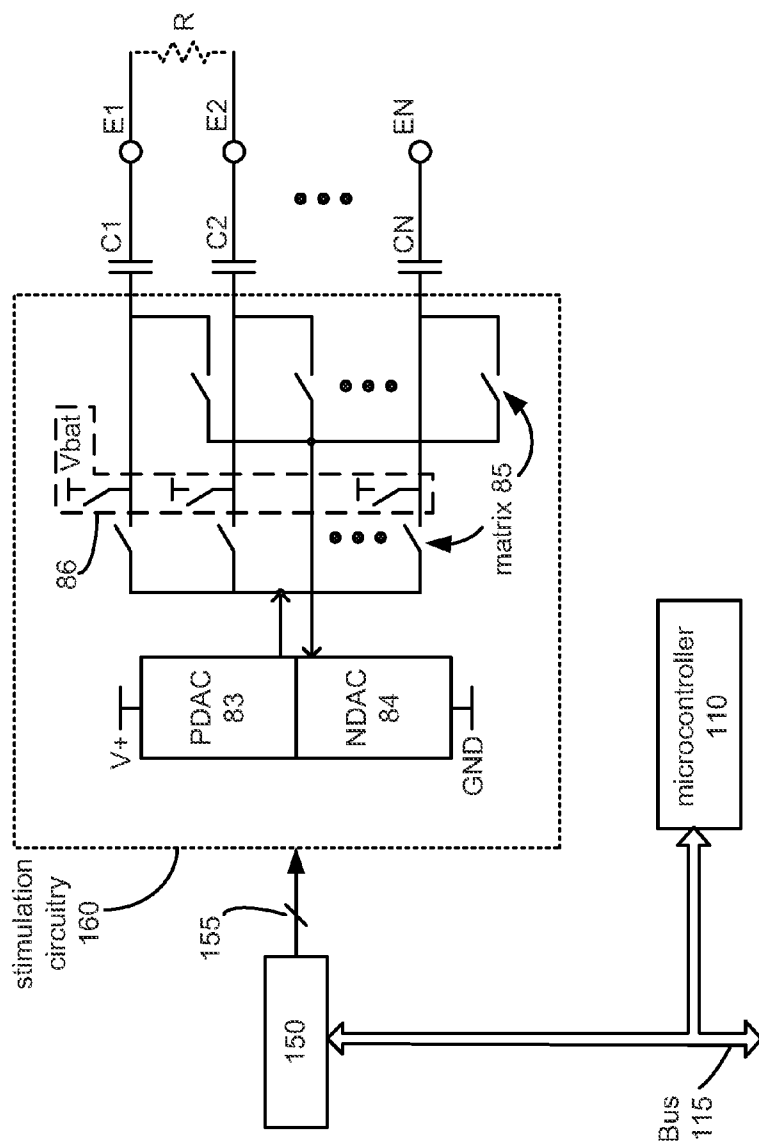 stimulation
circuitry
160
V+
PDAC
83
NDAC
84
GND
86
Vbat
matrix 85
C1
E1
R
C2
E2
CN
EN
155
150
microcontroller
110
Bus
115